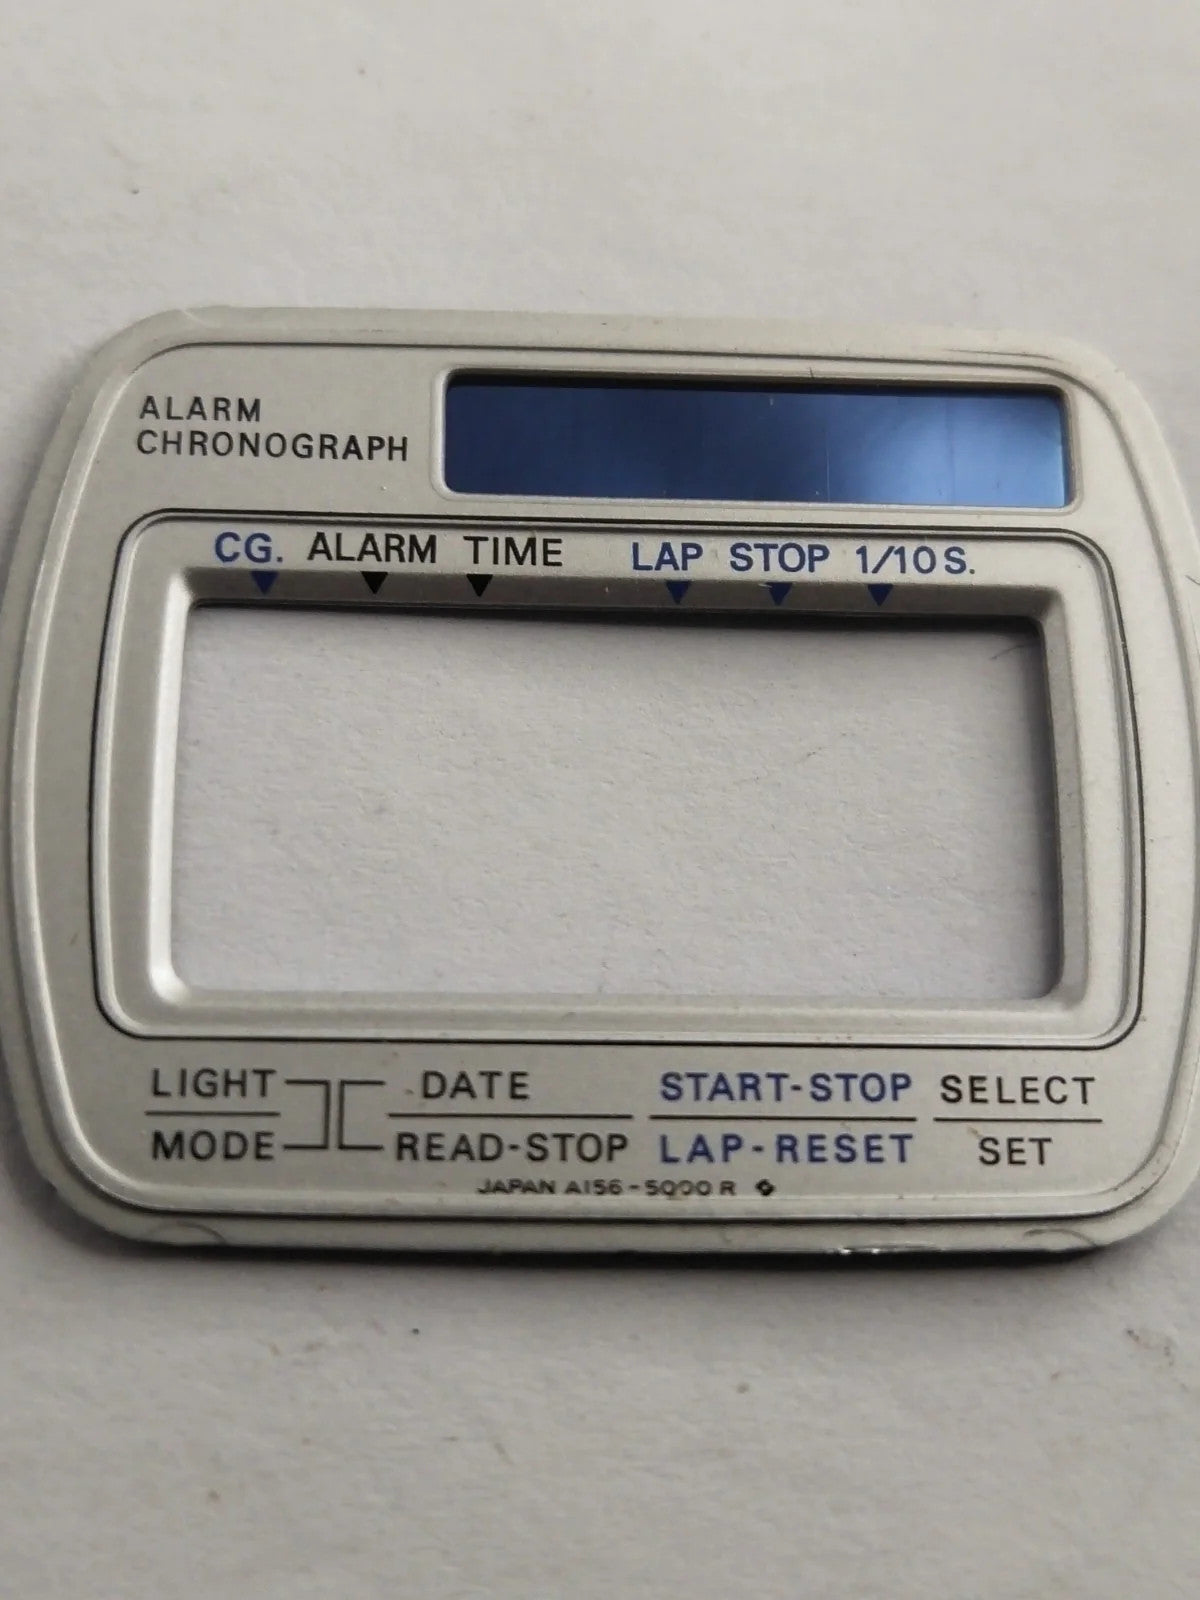 ALARM
CHRONOGRAPH
CG. ALARM TIME LAP STOP 1/10 S.
LIGHT DATE START-STOP SELECT
MODE READ-STOP LAP-RESET SET
JAPAN A156-5000 R